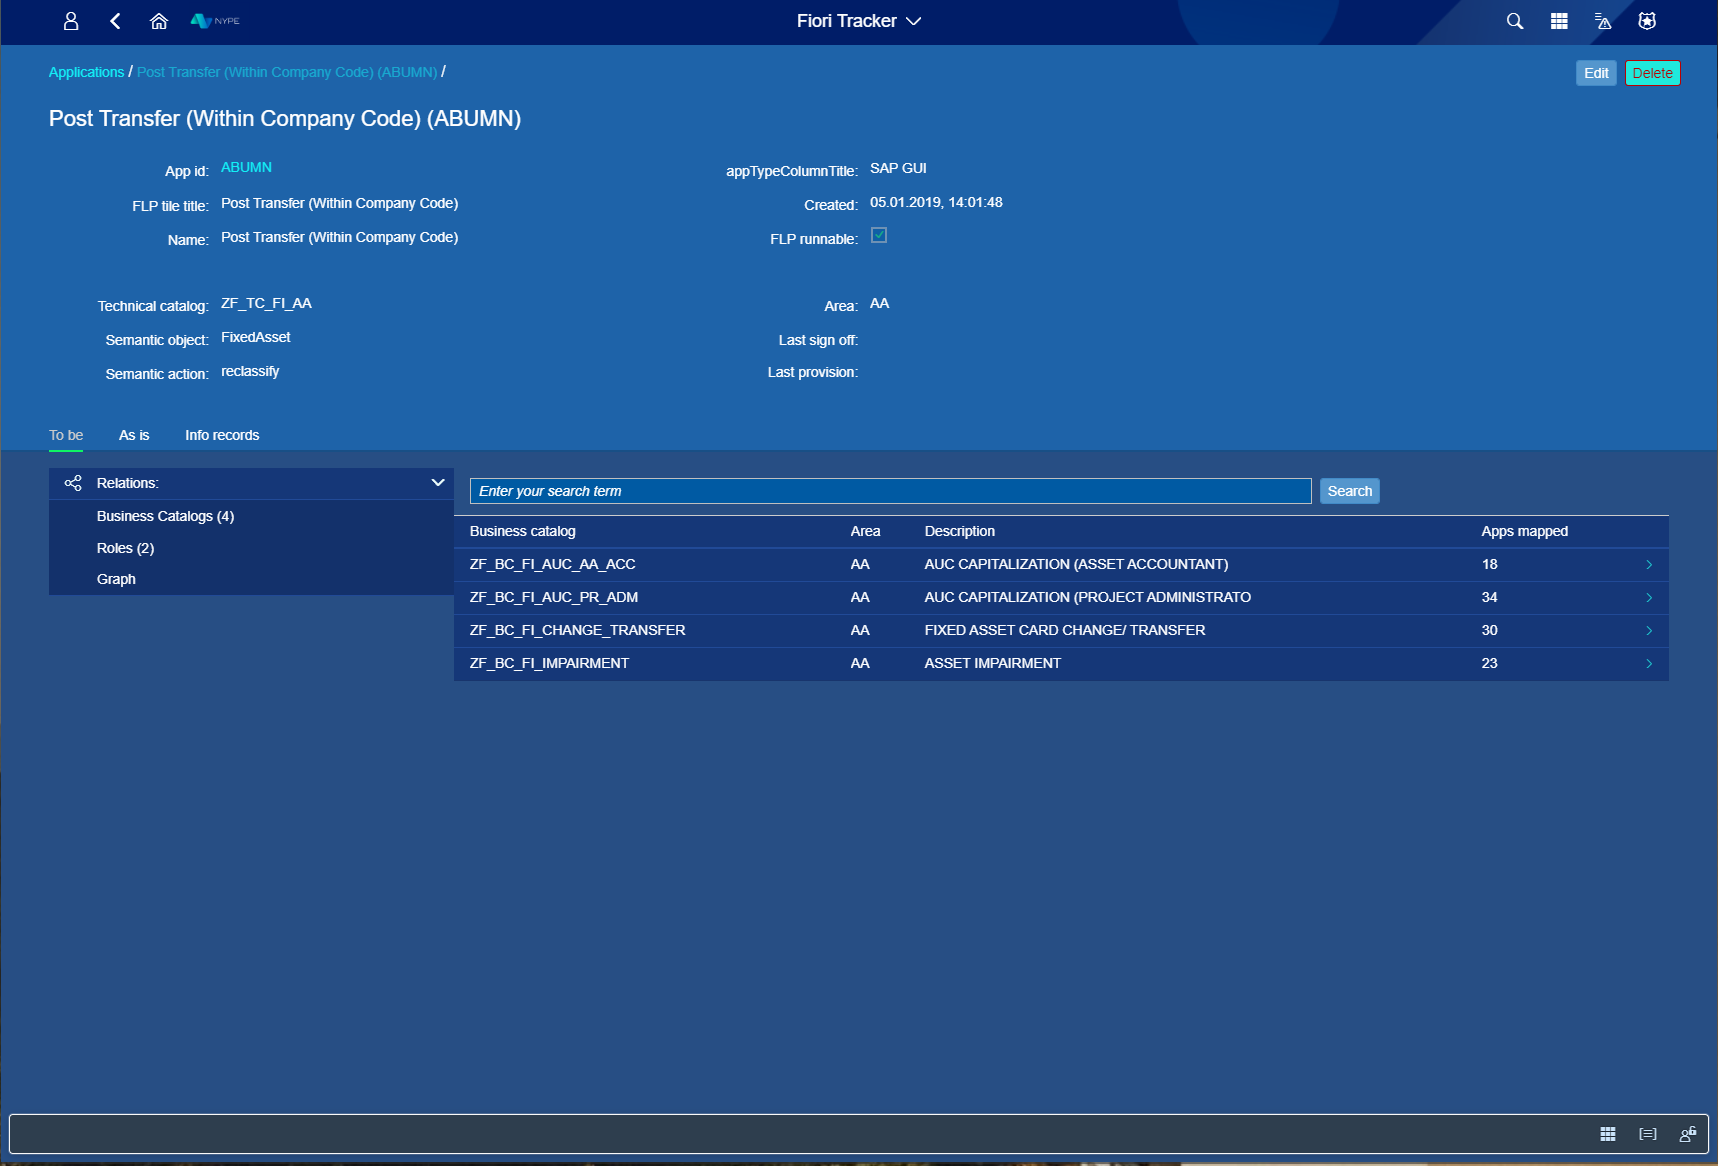 NYPE
Fiori Tracker
Applications / Post Transfer (Within Company Code) (ABUMN) /
Edit
Delete
Post Transfer (Within Company Code) (ABUMN)
App id: ABUMN
appTypeColumnTitle: SAP GUI
FLP tile title: Post Transfer (Within Company Code)
Created: 05.01.2019, 14:01:48
Name: Post Transfer (Within Company Code)
FLP runnable:
Technical catalog: ZF_TC_FI_AA
Area: AA
Semantic object: FixedAsset
Last sign off:
Semantic action: reclassify
Last provision:
To be
As is
Info records
Relations:
Business Catalogs (4)
Roles (2)
Graph
Enter your search term
Search
Business catalog Area Description Apps mapped
ZF_BC_FI_AUC_AA_ACC AA AUC CAPITALIZATION (ASSET ACCOUNTANT) 18
ZF_BC_FI_AUC_PR_ADM AA AUC CAPITALIZATION (PROJECT ADMINISTRATO 34
ZF_BC_FI_CHANGE_TRANSFER AA FIXED ASSET CARD CHANGE/ TRANSFER 30
ZF_BC_FI_IMPAIRMENT AA ASSET IMPAIRMENT 23